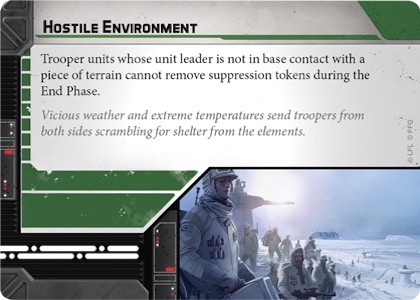 Hostile Environment
Trooper units whose unit leader is not in base contact with a
piece of terrain cannot remove suppression tokens during the
End Phase.
Vicious weather and extreme temperatures send troopers from
both sides scrambling for shelter from the elements.
© LFL © FFG